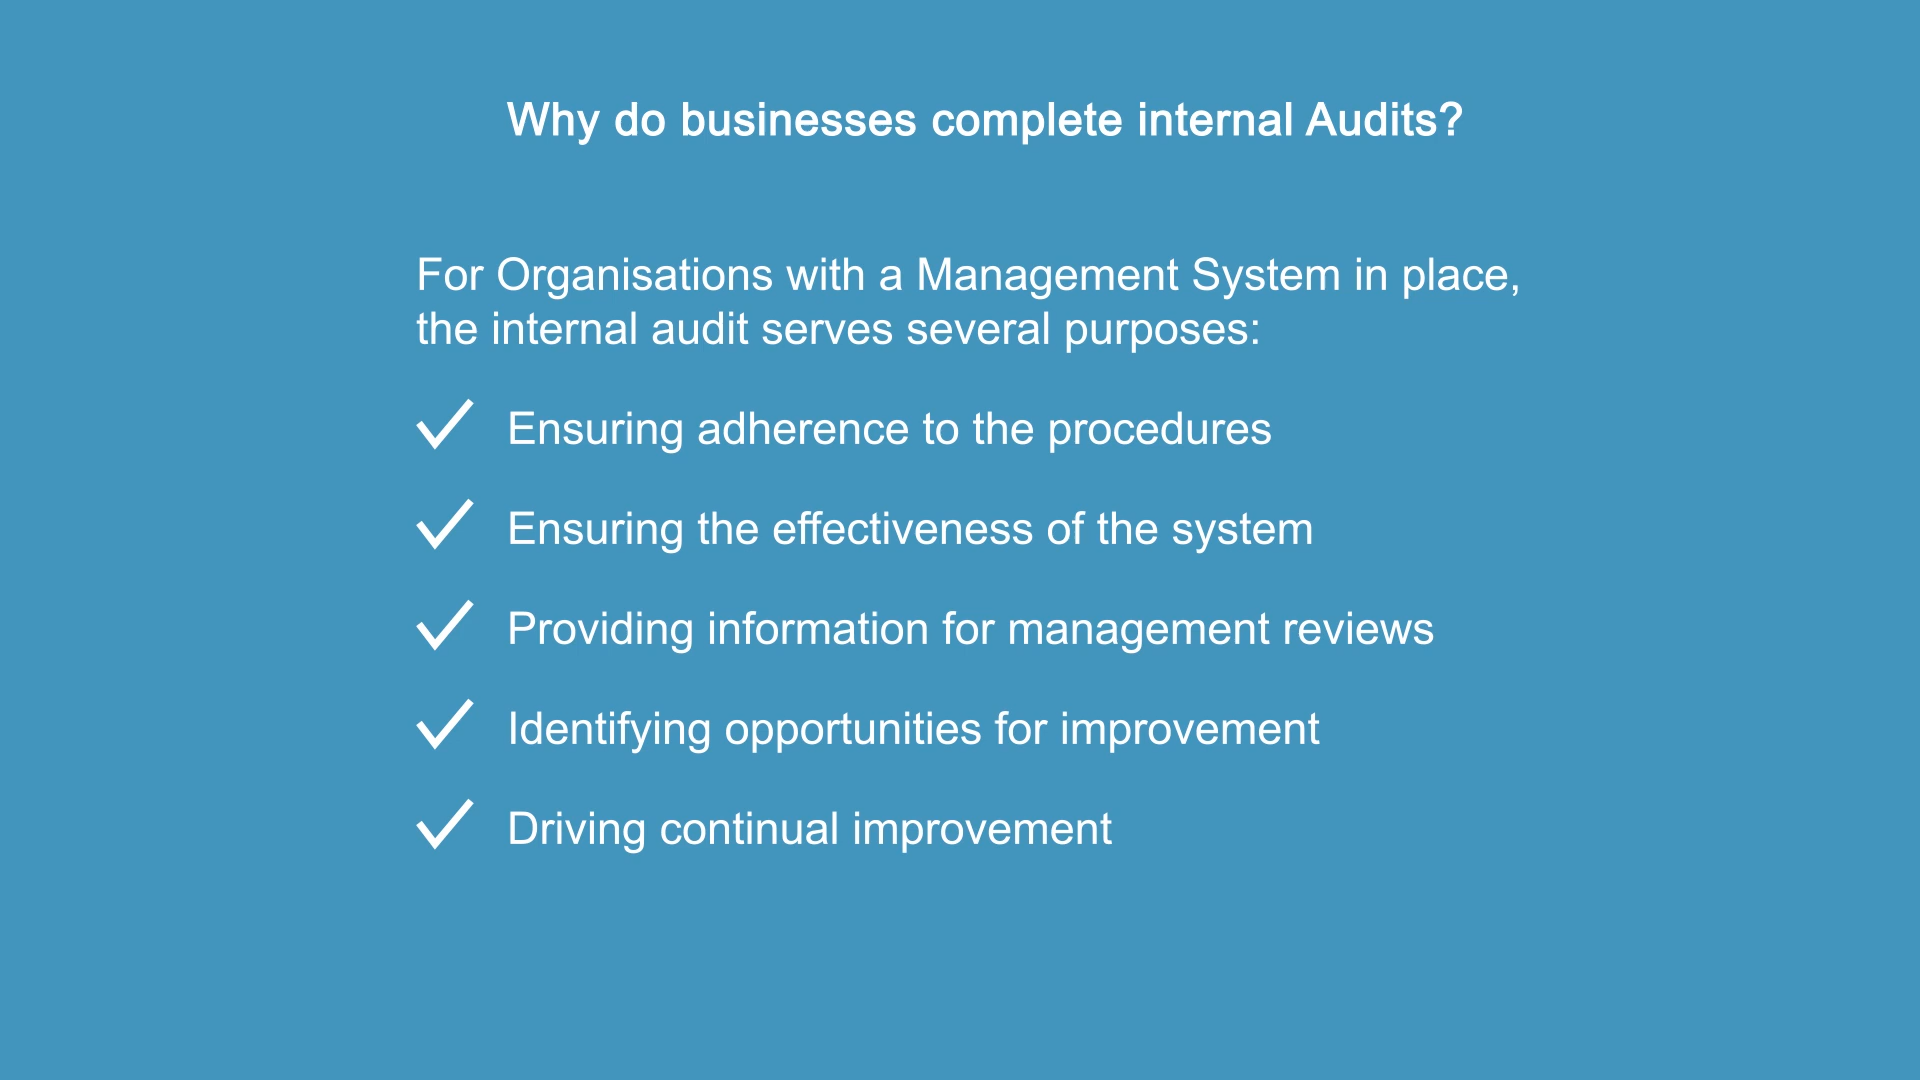 Why do businesses complete internal Audits?
For Organisations with a Management System in place,
the internal audit serves several purposes:
Ensuring adherence to the procedures
Ensuring the effectiveness of the system
Providing information for management reviews
Identifying opportunities for improvement
Driving continual improvement